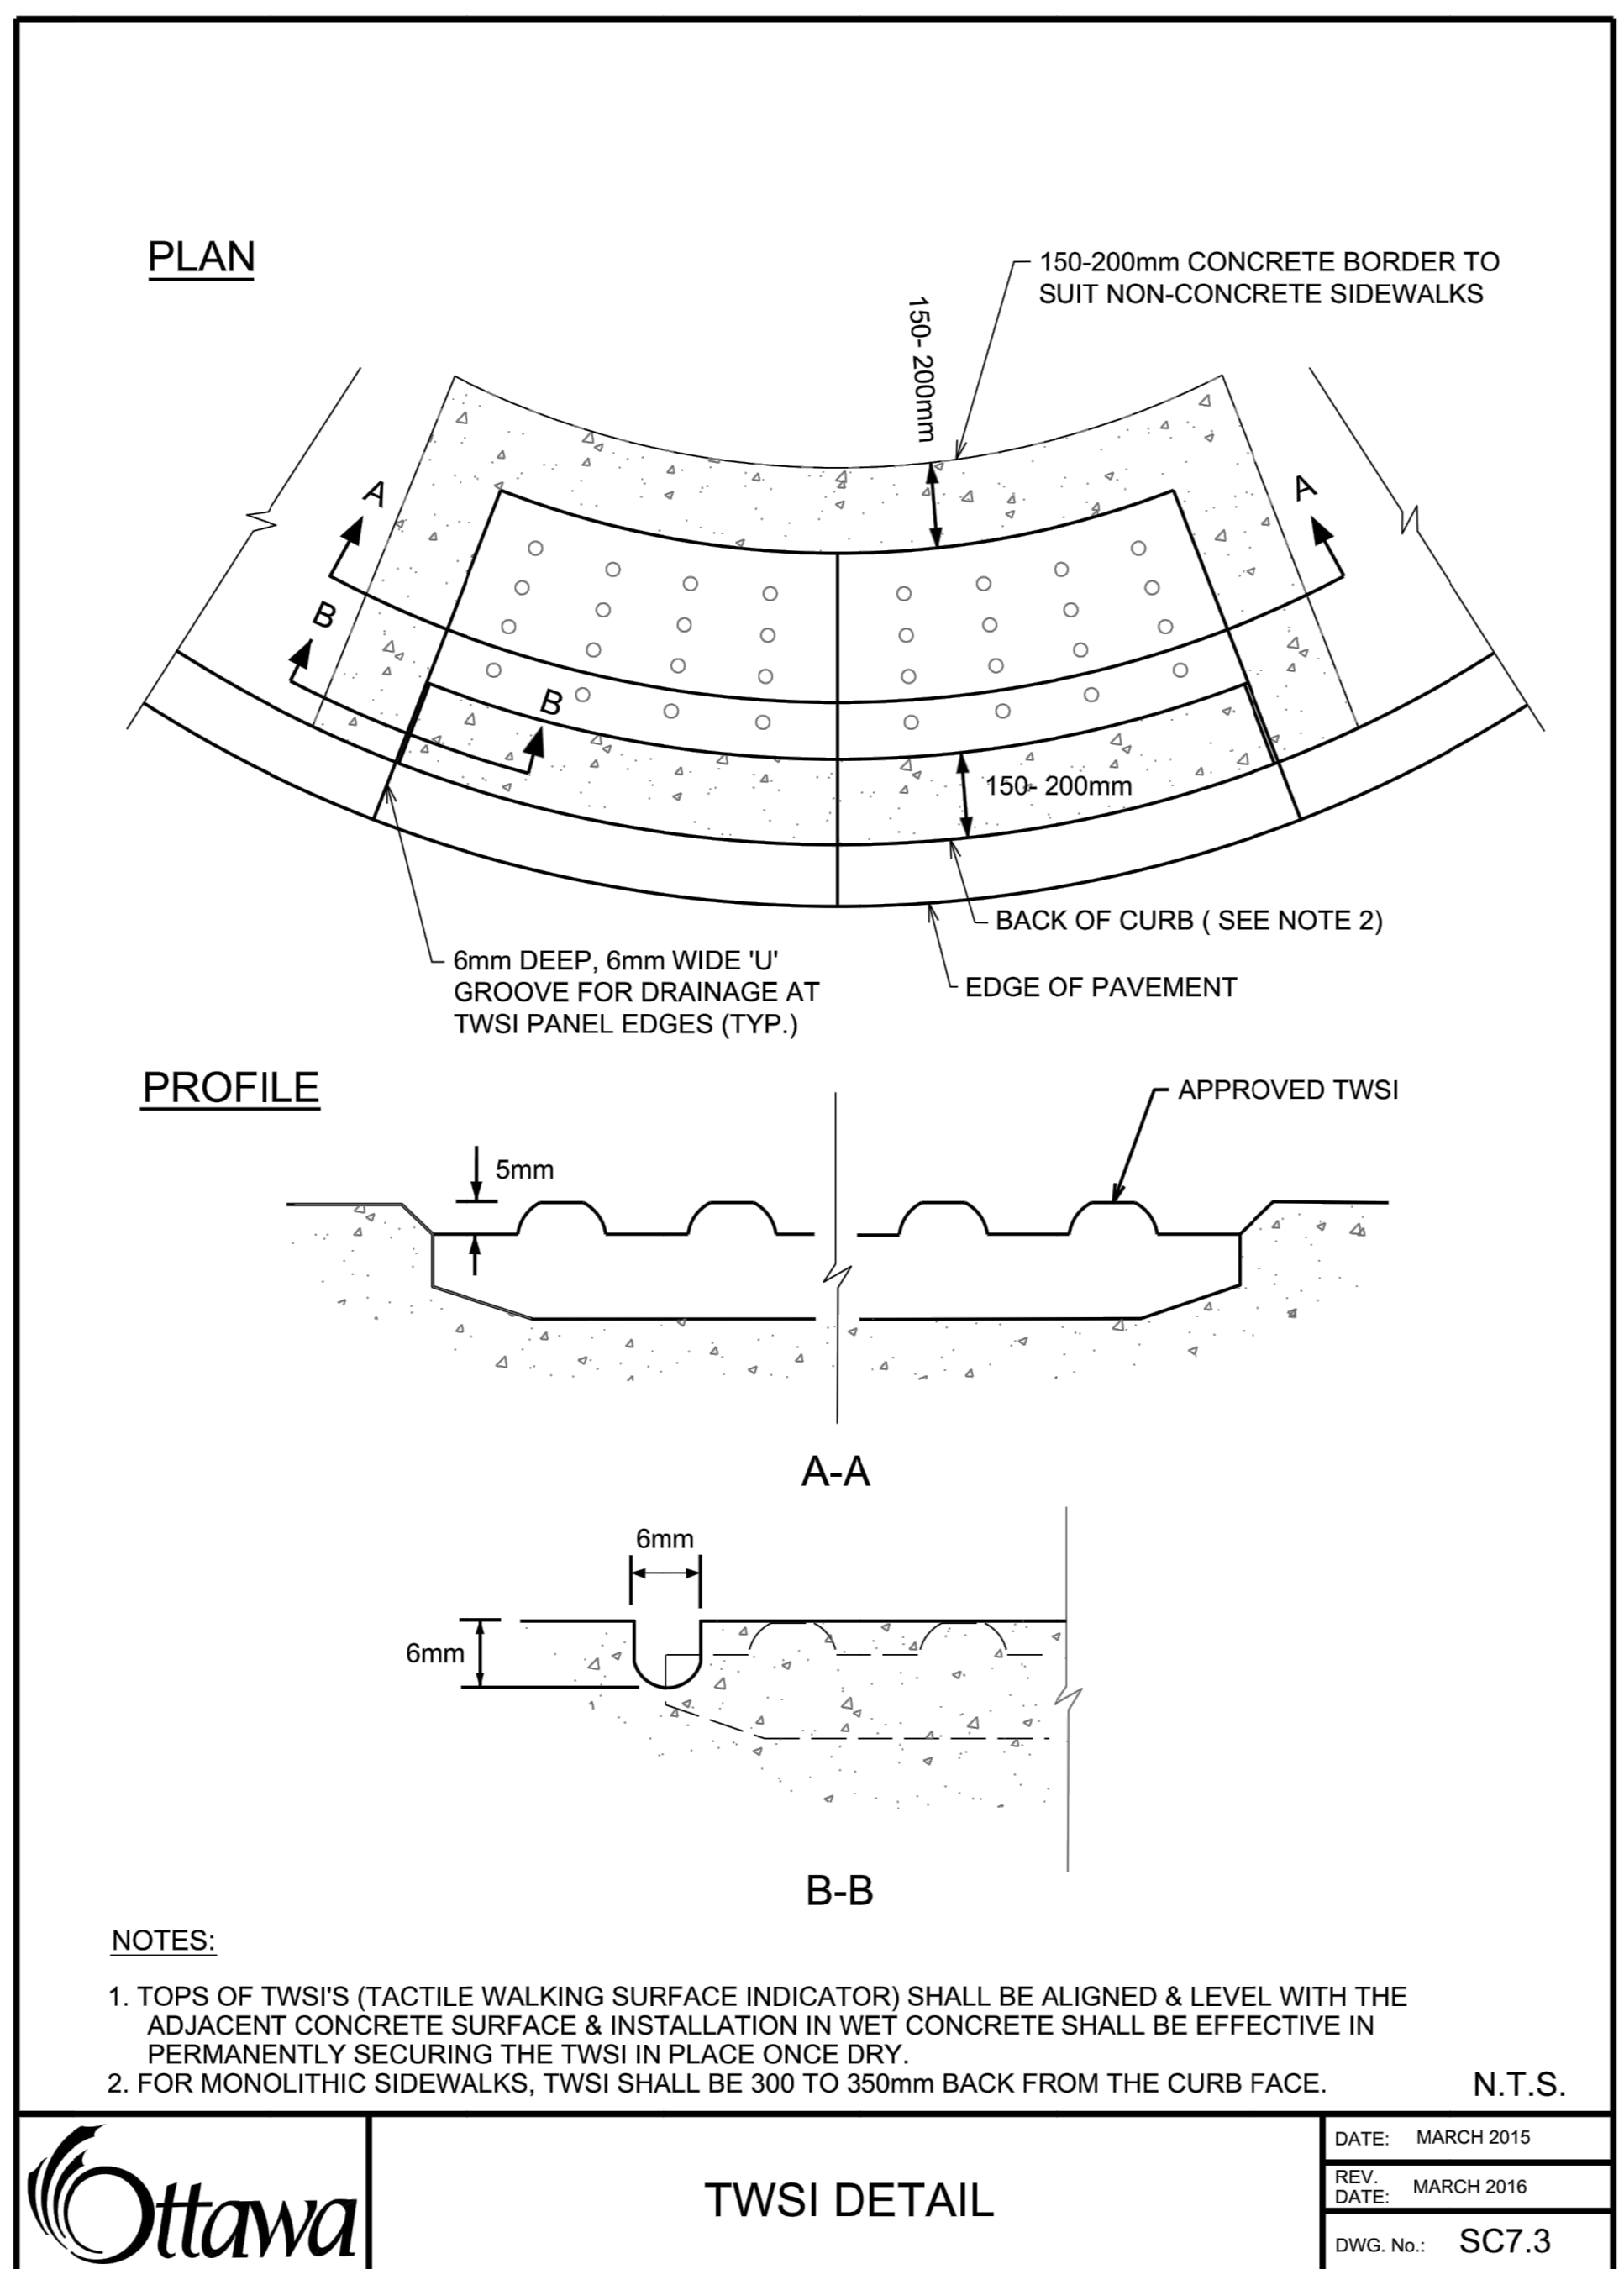 PLAN
150-200mm CONCRETE BORDER TO
SUIT NON-CONCRETE SIDEWALKS
150- 200mm
A
A
B
B
150- 200mm
BACK OF CURB ( SEE NOTE 2)
6mm DEEP, 6mm WIDE 'U'
GROOVE FOR DRAINAGE AT
TWSI PANEL EDGES (TYP.)
EDGE OF PAVEMENT
PROFILE
APPROVED TWSI
5mm
A-A
6mm
6mm
B-B
NOTES:
1. TOPS OF TWSI'S (TACTILE WALKING SURFACE INDICATOR) SHALL BE ALIGNED & LEVEL WITH THE
ADJACENT CONCRETE SURFACE & INSTALLATION IN WET CONCRETE SHALL BE EFFECTIVE IN
PERMANENTLY SECURING THE TWSI IN PLACE ONCE DRY.
2. FOR MONOLITHIC SIDEWALKS, TWSI SHALL BE 300 TO 350mm BACK FROM THE CURB FACE.
N.T.S.
Ottawa
TWSI DETAIL
DATE: MARCH 2015
REV.
DATE: MARCH 2016
DWG. No.: SC7.3